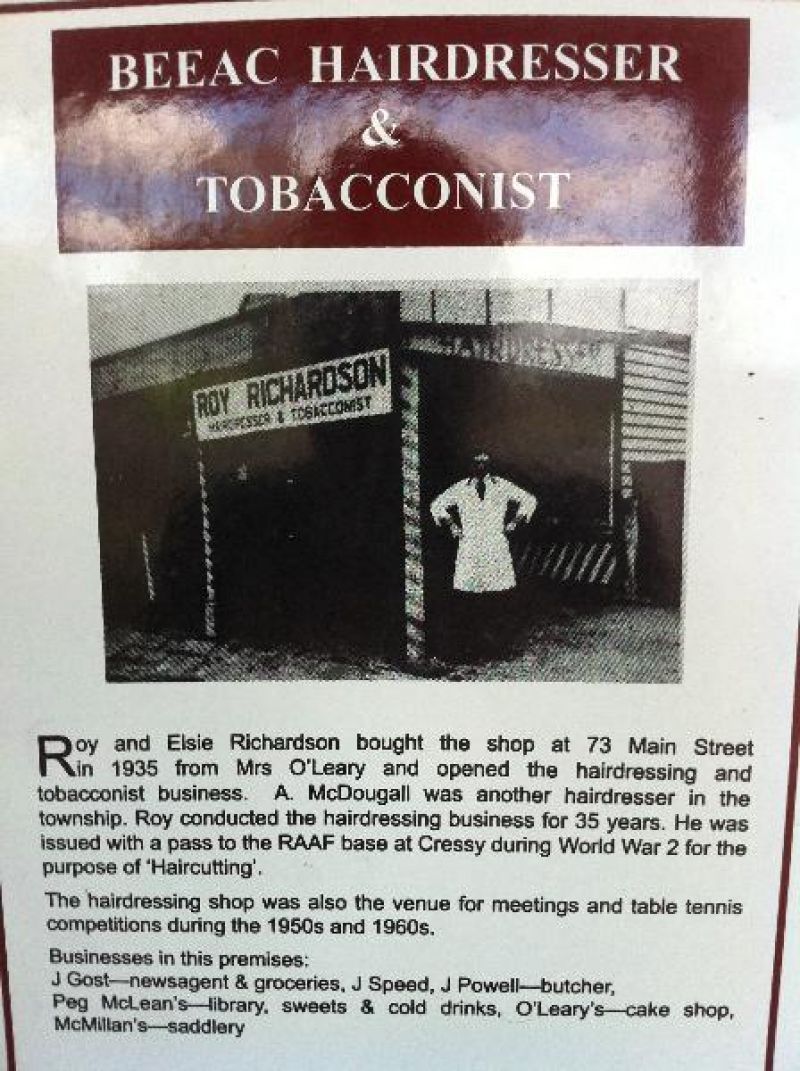 BEEAC HAIRDRESSER
&
TOBACCONIST
ROY RICHARDSON
HAIRDRESSER & TOBACCONIST
HAIRDRESSER
Roy and Elsie Richardson bought the shop at 73 Main Street
in 1935 from Mrs O'Leary and opened the hairdressing and
tobacconist business. A. McDougall was another hairdresser in the
township. Roy conducted the hairdressing business for 35 years. He was
issued with a pass to the RAAF base at Cressy during World War 2 for the
purpose of 'Haircutting'.
The hairdressing shop was also the venue for meetings and table tennis
competitions during the 1950s and 1960s.
Businesses in this premises:
J Gost—newsagent & groceries, J Speed, J Powell—butcher,
Peg McLean's—library, sweets & cold drinks, O'Leary's—cake shop,
McMillan's—saddlery